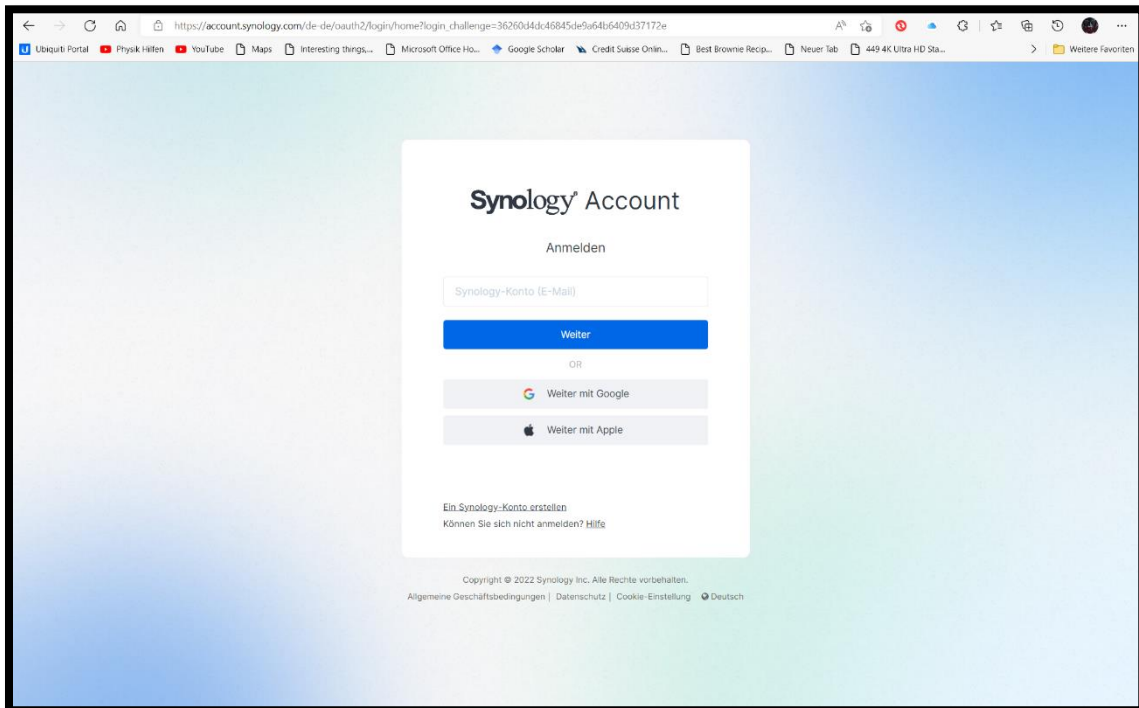 https://account.synology.com/de-de/oauth2/login/home?login_challenge=36260d4dc46845de9a64b6409d37172e
Ubiquiti Portal Physik Hilfen YouTube Maps Interesting things,... Microsoft Office Ho... Google Scholar Credit Suisse Onlin... Best Brownie Recip... Neuer Tab 449 4K Ultra HD Sta... Weitere Favoriten
Synology® Account
Anmelden
Synology-Konto (E-Mail)
Weiter
OR
Weiter mit Google
Weiter mit Apple
Ein Synology-Konto erstellen
Können Sie sich nicht anmelden? Hilfe
Copyright © 2022 Synology Inc. Alle Rechte vorbehalten.
Allgemeine Geschäftsbedingungen | Datenschutz | Cookie-Einstellung Deutsch